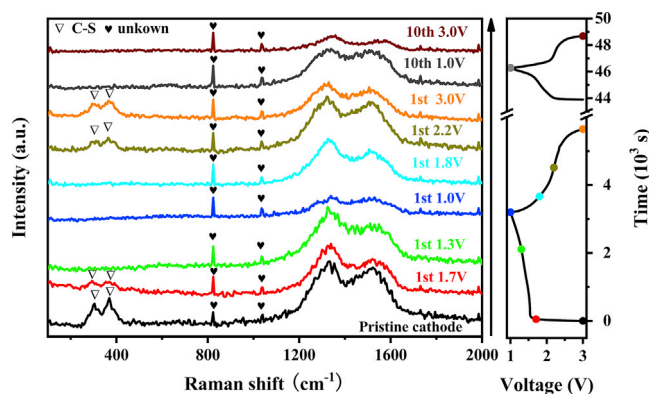 ▽ C-S ♥ unkown
10th 3.0V
10th 1.0V
1st 3.0V
1st 2.2V
1st 1.8V
1st 1.0V
1st 1.3V
1st 1.7V
Pristine cathode
Intensity (a.u.)
400 800 1200 1600 2000
Raman shift (cm⁻¹)
50
48
46
44
4
2
0
Time (10³ s)
1 2 3
Voltage (V)